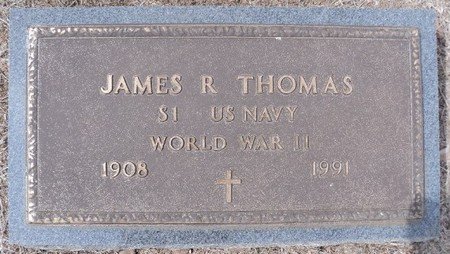 JAMES R THOMAS
S1 US NAVY
WORLD WAR II
1908 1991